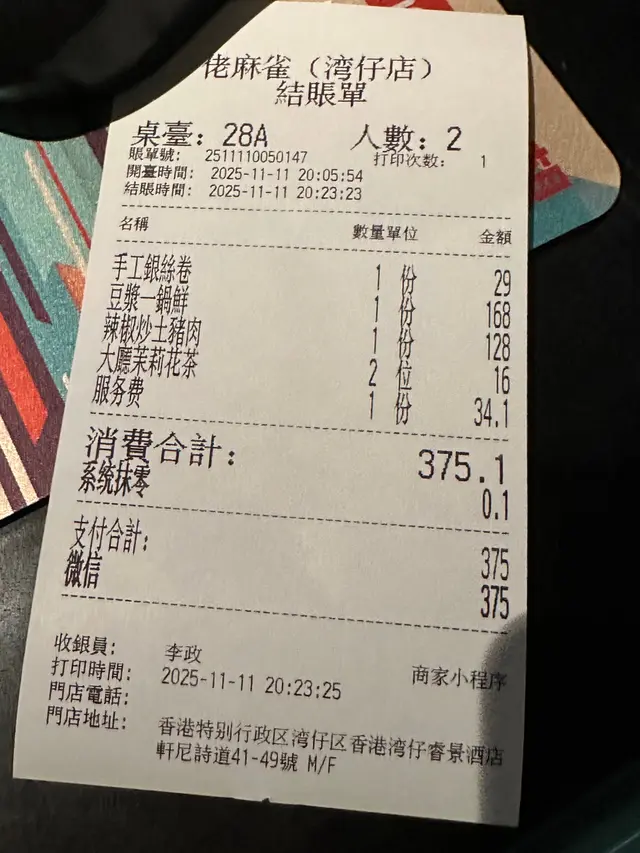 佬麻雀（湾仔店）
結賬單
桌臺：28A 人數：2
賬單號： 2511110050147 打印次数： 1
開臺時間： 2025-11-11 20:05:54
結賬時間： 2025-11-11 20:23:23
名稱 數量單位 金額
手工銀絲卷 1 份 29
豆漿一鍋鮮 1 份 168
辣椒炒土豬肉 1 份 128
大廳茉莉花茶 2 位 16
服务费 1 份 34.1
消費合計： 375.1
系统抹零 0.1
支付合計： 375
微信 375
收銀員： 李政 商家小程序
打印時間： 2025-11-11 20:23:25
門店電話：
門店地址： 香港特别行政区湾仔区香港湾仔睿景酒店
軒尼詩道41-49號 M/F